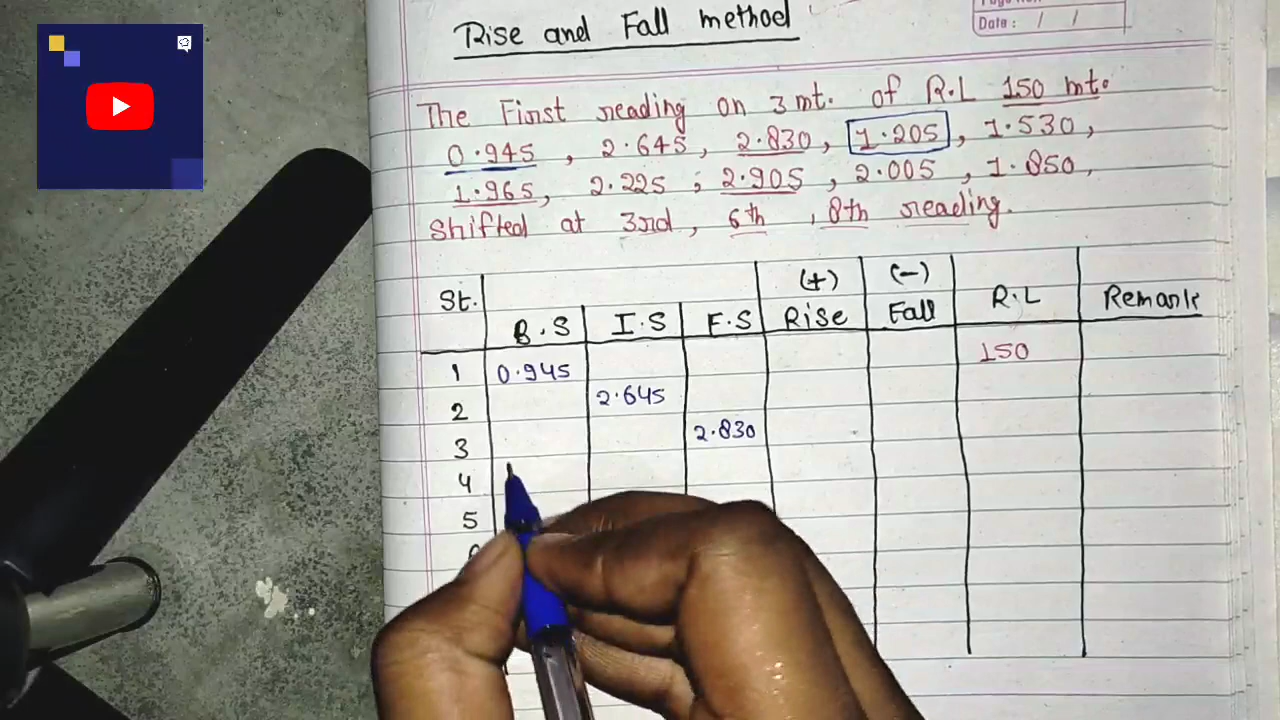 Rise and Fall method
Date: / /
The First reading on 3 mt. of R.L 150 mt.
0.945, 2.645, 2.830, 1.205, 1.530,
1.965, 2.225, 2.905, 2.005, 1.850,
Shifted at 3rd, 6th, 8th reading.
(+) (-)
St. B.S I.S F.S Rise Fall R.L Remark
1 0.945 150
2 2.645
3 2.830
4
5